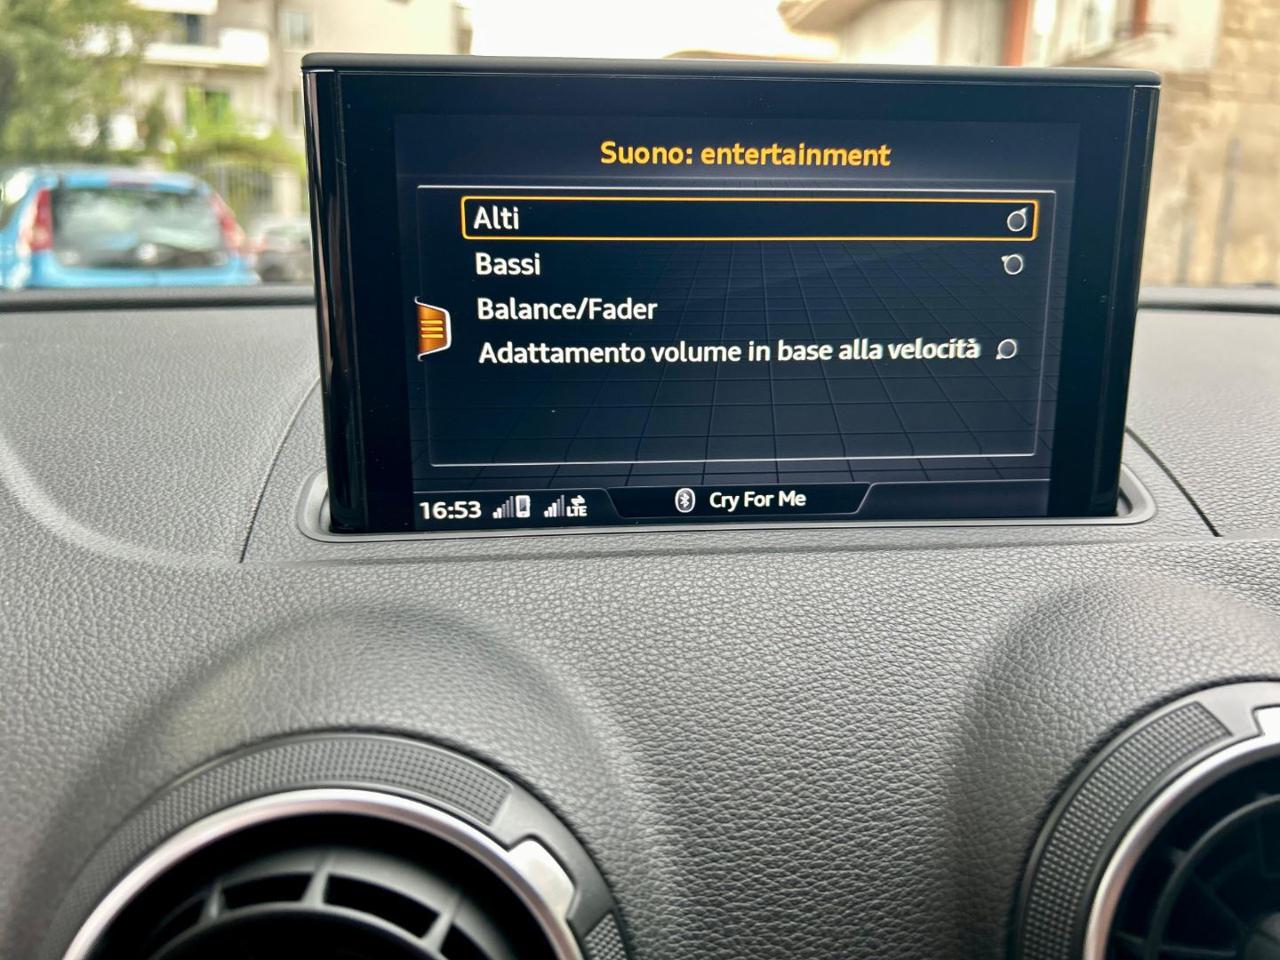 Suono: entertainment
Alti
Bassi
Balance/Fader
Adattamento volume in base alla velocità
16:53 LTE Cry For Me